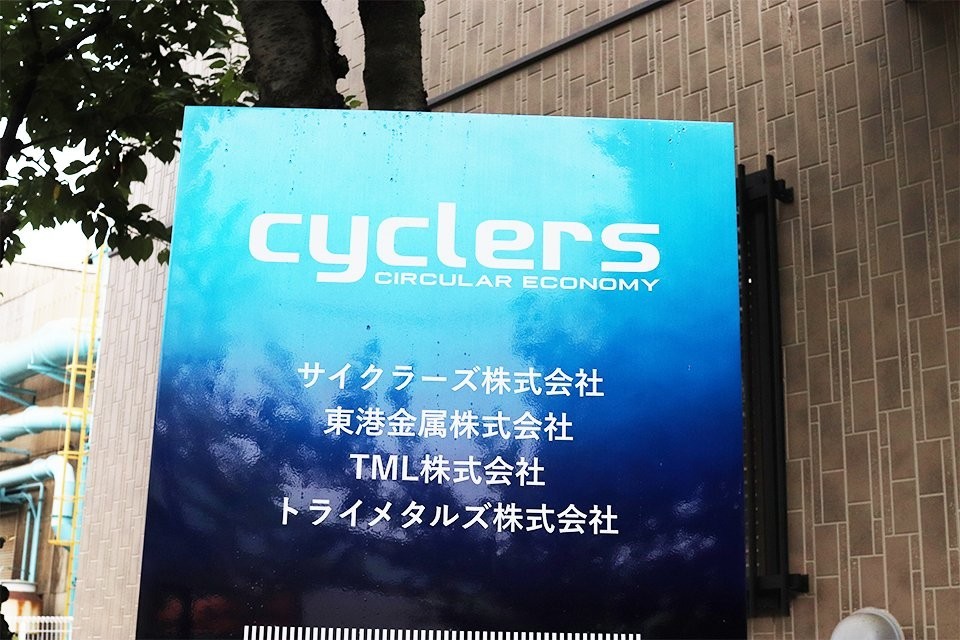 cyclers
CIRCULAR ECONOMY
サイクラーズ株式会社
東港金属株式会社
TML株式会社
トライメタルズ株式会社